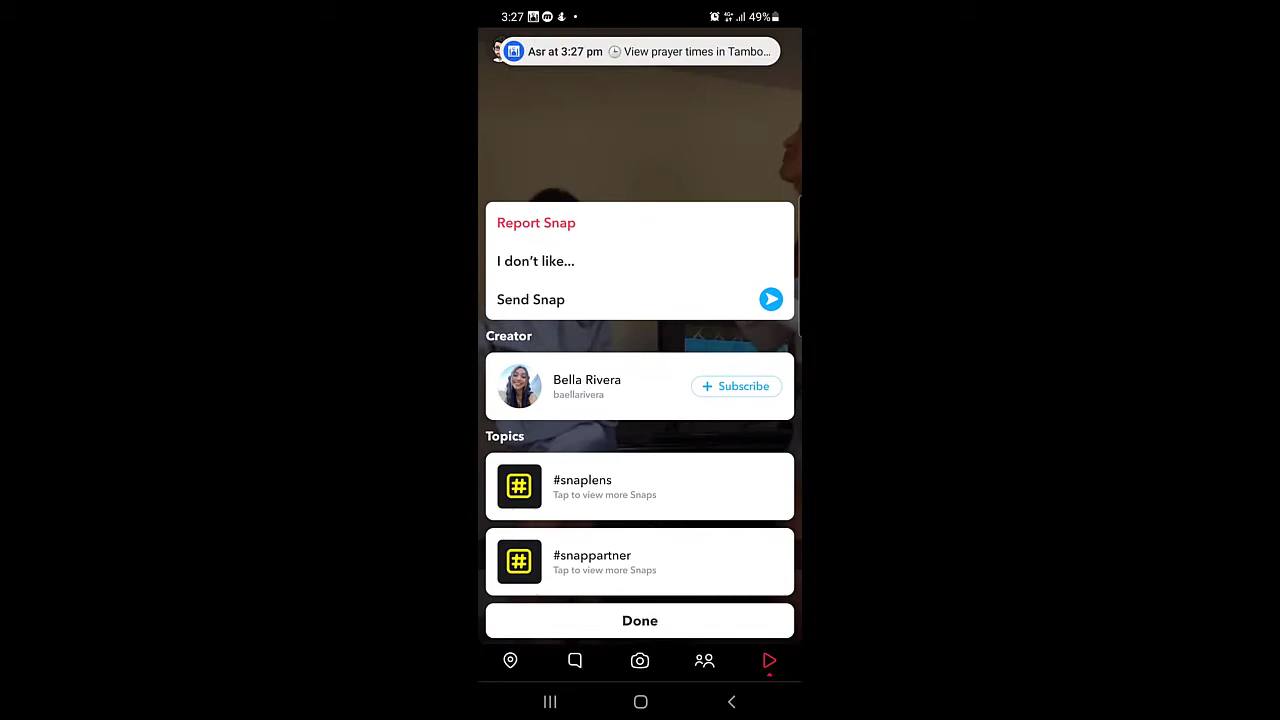 3:27
49%
Asr at 3:27 pm View prayer times in Tambo...
Report Snap
I don't like...
Send Snap
Creator
Bella Rivera
baellarivera
+ Subscribe
Topics
#snaplens
Tap to view more Snaps
#snappartner
Tap to view more Snaps
Done